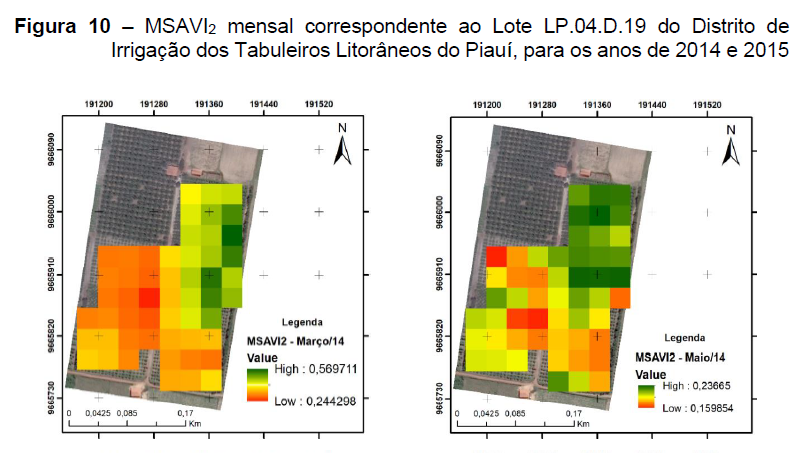 Figura 10 – MSAVI2 mensal correspondente ao Lote LP.04.D.19 do Distrito de
Irrigação dos Tabuleiros Litorâneos do Piauí, para os anos de 2014 e 2015
191200 191280 191360 191440 191520
N
9666090
9666000
9665910
9665820
9665730
Legenda
MSAVI2 - Março/14
Value
High : 0,569711
Low : 0,244298
0 0,0425 0,085 0,17
Km
191200 191280 191360 191440 191520
N
9666090
9666000
9665910
9665820
9665730
Legenda
MSAVI2 - Maio/14
Value
High : 0,23665
Low : 0,159854
0 0,0425 0,085 0,17
Km